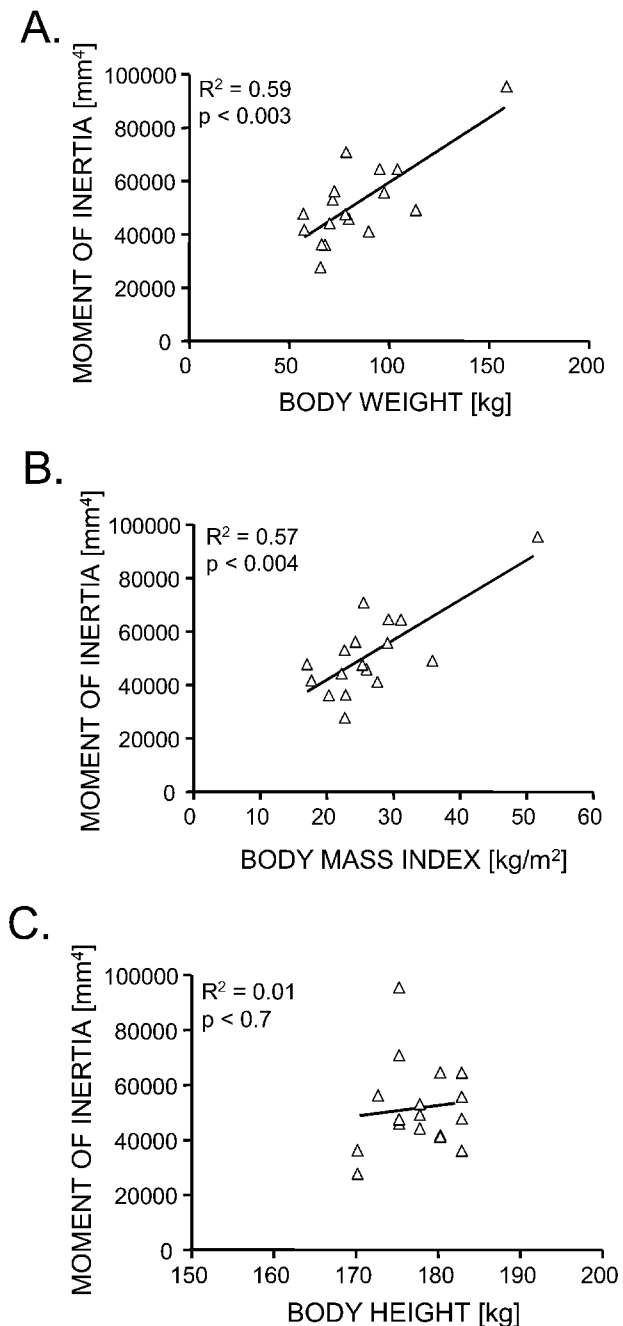 A.
MOMENT OF INERTIA [mm⁴]
100000
80000
60000
40000
20000
0
R² = 0.59
p < 0.003
0 50 100 150 200
BODY WEIGHT [kg]
B.
MOMENT OF INERTIA [mm⁴]
100000
80000
60000
40000
20000
0
R² = 0.57
p < 0.004
0 10 20 30 40 50 60
BODY MASS INDEX [kg/m²]
C.
MOMENT OF INERTIA [mm⁴]
100000
80000
60000
40000
20000
0
R² = 0.01
p < 0.7
150 160 170 180 190 200
BODY HEIGHT [kg]